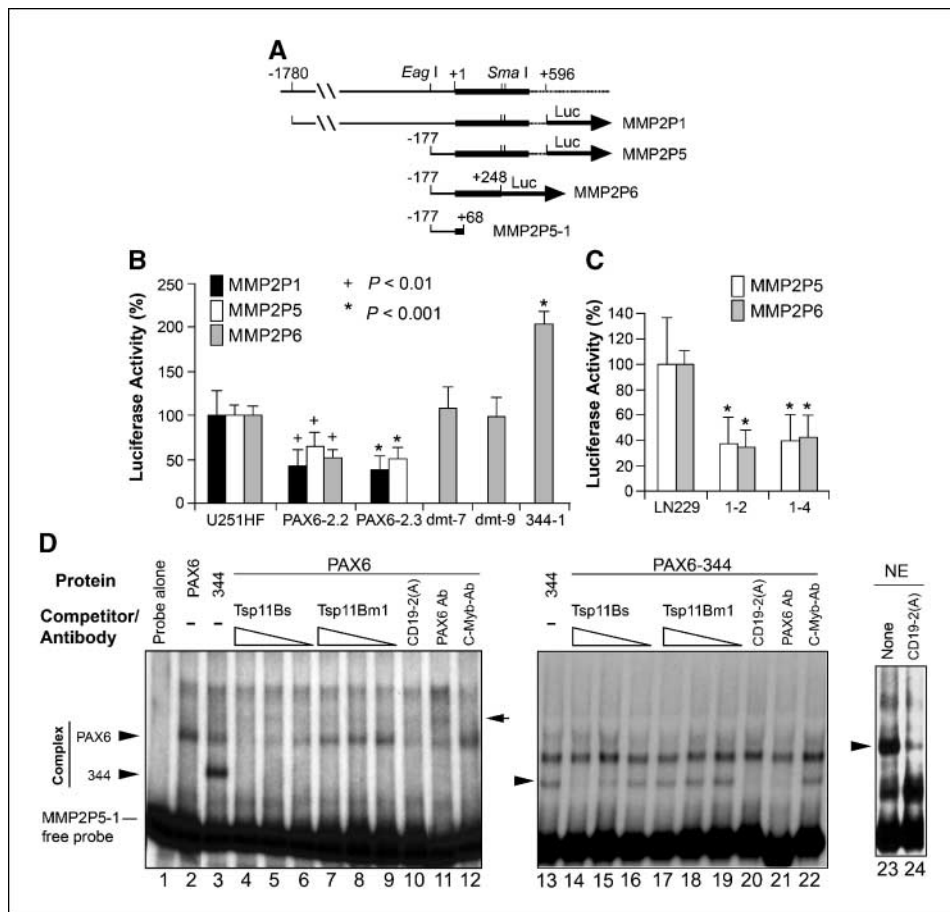 A
-1780 Eag I +1 Sma I +596
Luc MMP2P1
-177 Luc MMP2P5
-177 +248 Luc MMP2P6
-177 +68 MMP2P5-1
B
Luciferase Activity (%)
250
200
150
100
50
0
MMP2P1
MMP2P5
MMP2P6
+ P < 0.01
* P < 0.001
+ + + * * *
U251HF PAX6-2.2 PAX6-2.3 dmt-7 dmt-9 344-1
C
Luciferase Activity (%)
140
120
100
80
60
40
20
0
MMP2P5
MMP2P6
* * * *
LN229 1-2 1-4
D
Protein
Competitor/
Antibody
Probe alone
PAX6
344
PAX6
– –
Tsp11Bs Tsp11Bm1 CD19-2(A) PAX6 Ab C-Myb-Ab
344
PAX6-344
–
Tsp11Bs Tsp11Bm1 CD19-2(A) PAX6 Ab C-Myb-Ab
NE
None CD19-2(A)
Complex
PAX6
344
MMP2P5-1
free probe
1 2 3 4 5 6 7 8 9 10 11 12
13 14 15 16 17 18 19 20 21 22
23 24